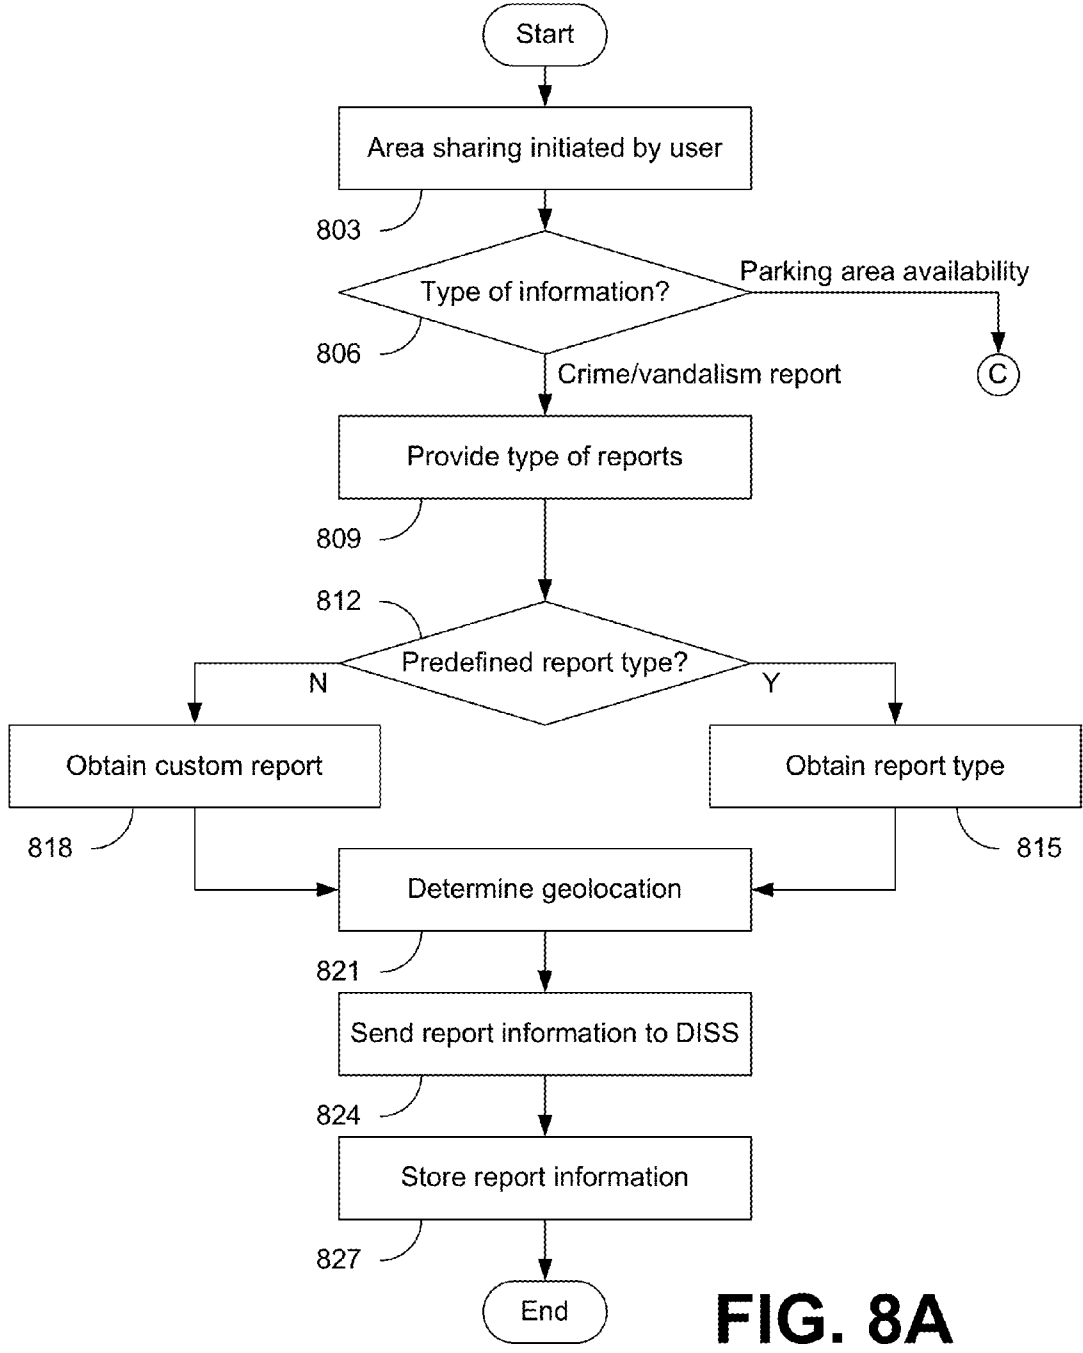 Start
Area sharing initiated by user
803
Type of information?
Parking area availability
806
C
Crime/vandalism report
Provide type of reports
809
812
Predefined report type?
N
Y
Obtain custom report
Obtain report type
818
815
Determine geolocation
821
Send report information to DISS
824
Store report information
827
End
FIG. 8A